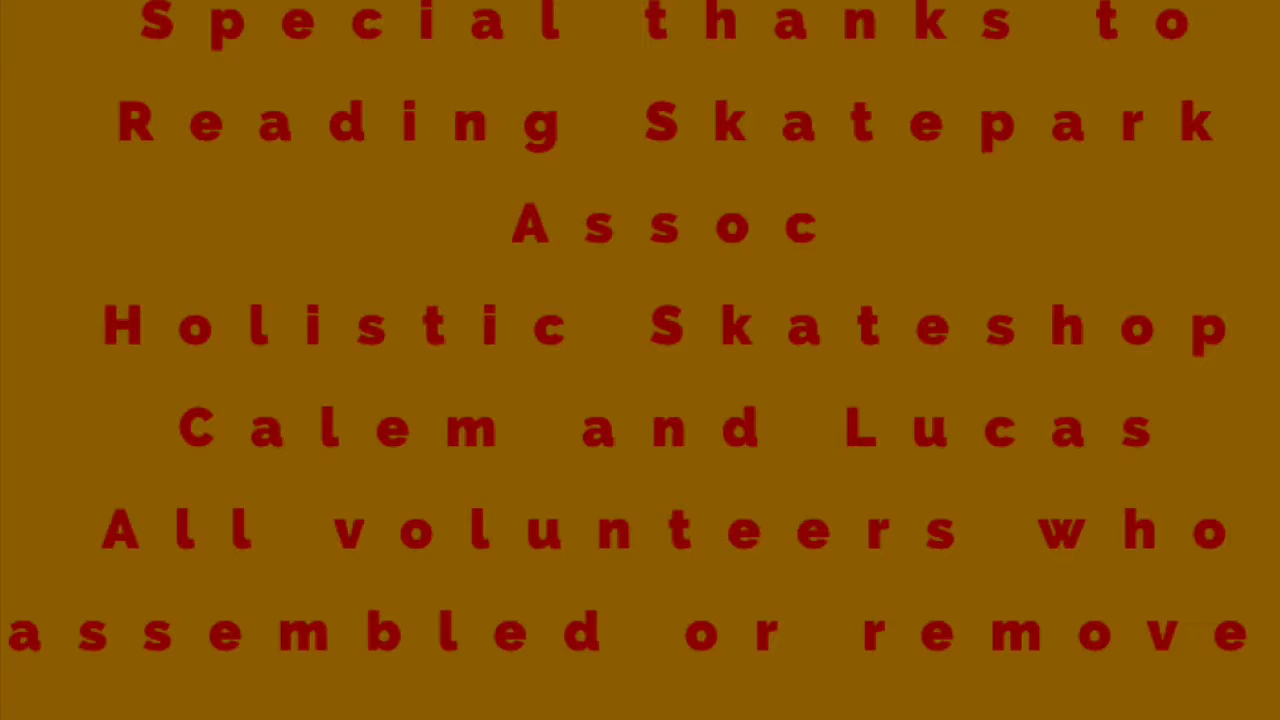 Special thanks to
Reading Skatepark
Assoc
Holistic Skateshop
Calem and Lucas
All volunteers who
assembled or remove